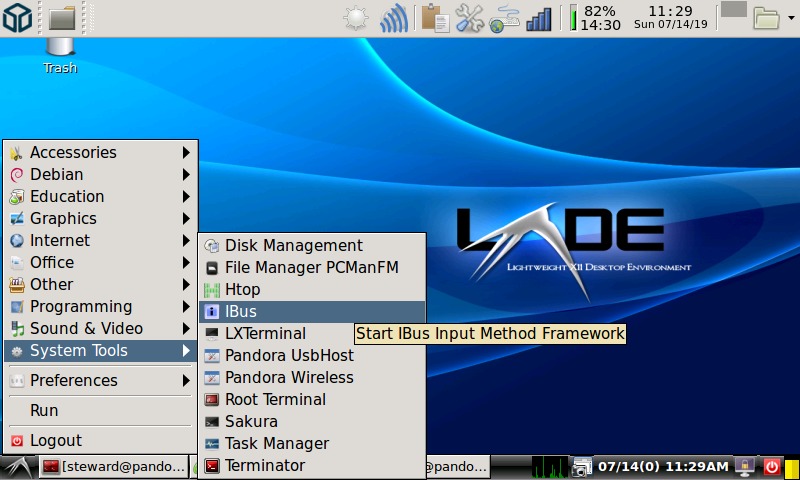 82%
14:30
11:29
Sun 07/14/19
Trash
LXDE
LIGHTWEIGHT X11 DESKTOP ENVIRONMENT
Accessories
Debian
Education
Graphics
Internet
Office
Other
Programming
Sound & Video
System Tools
Preferences
Run
Logout
Disk Management
File Manager PCManFM
Htop
IBus
LXTerminal
Pandora UsbHost
Pandora Wireless
Root Terminal
Sakura
Task Manager
Terminator
Start IBus Input Method Framework
[steward@pando...
@pando...
07/14(0) 11:29AM